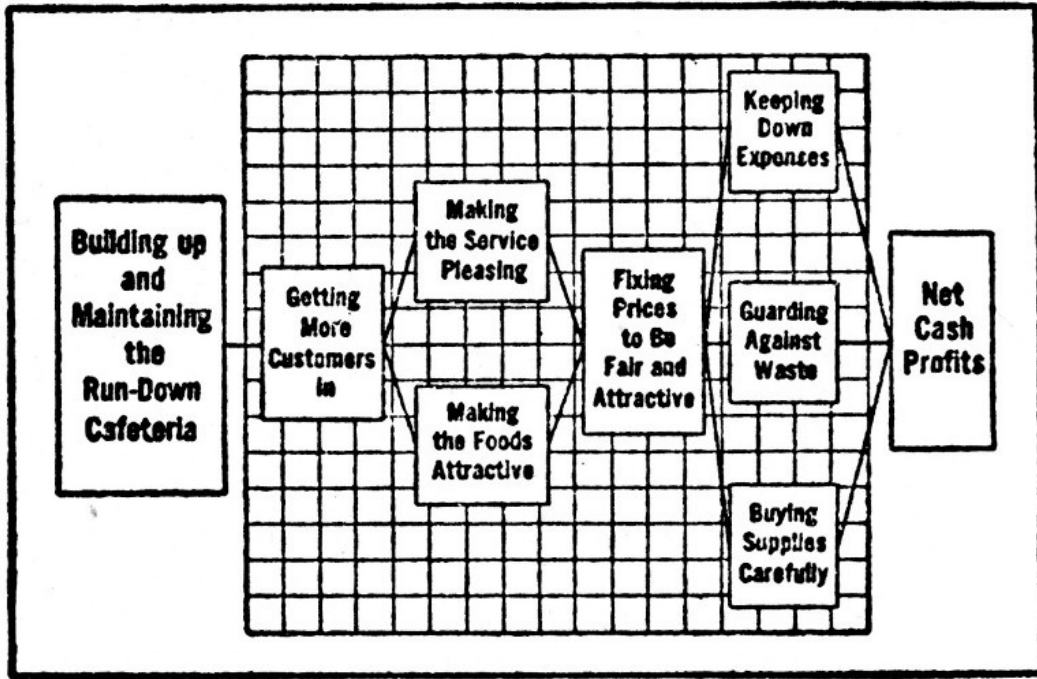 Building up
and
Maintaining
the
Run-Down
Cafeteria
Getting
More
Customers
in
Making
the Service
Pleasing
Making
the Foods
Attractive
Fixing
Prices
to Be
Fair and
Attractive
Keeping
Down
Expenses
Guarding
Against
Waste
Buying
Supplies
Carefully
Net
Cash
Profits